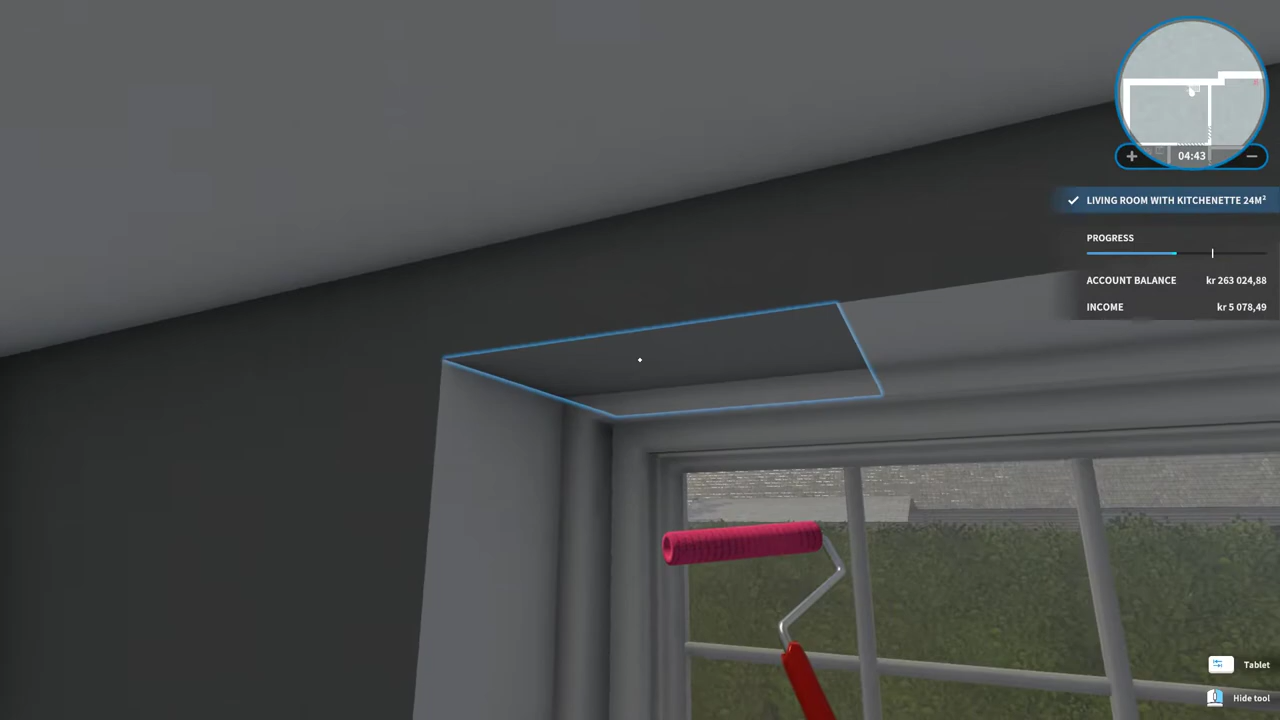 04:43
LIVING ROOM WITH KITCHENETTE 24M²
PROGRESS
ACCOUNT BALANCE kr 263 024,88
INCOME kr 5 078,49
Tablet
Hide tool